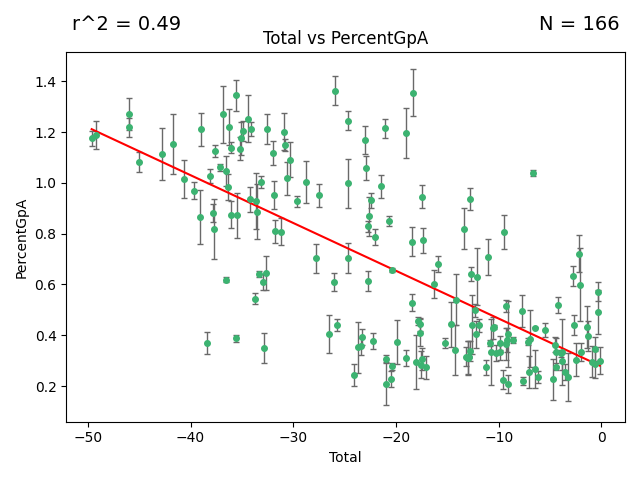 r^2 = 0.49
N = 166
Total vs PercentGpA
PercentGpA
1.4
1.2
1.0
0.8
0.6
0.4
0.2
−50 −40 −30 −20 −10 0
Total